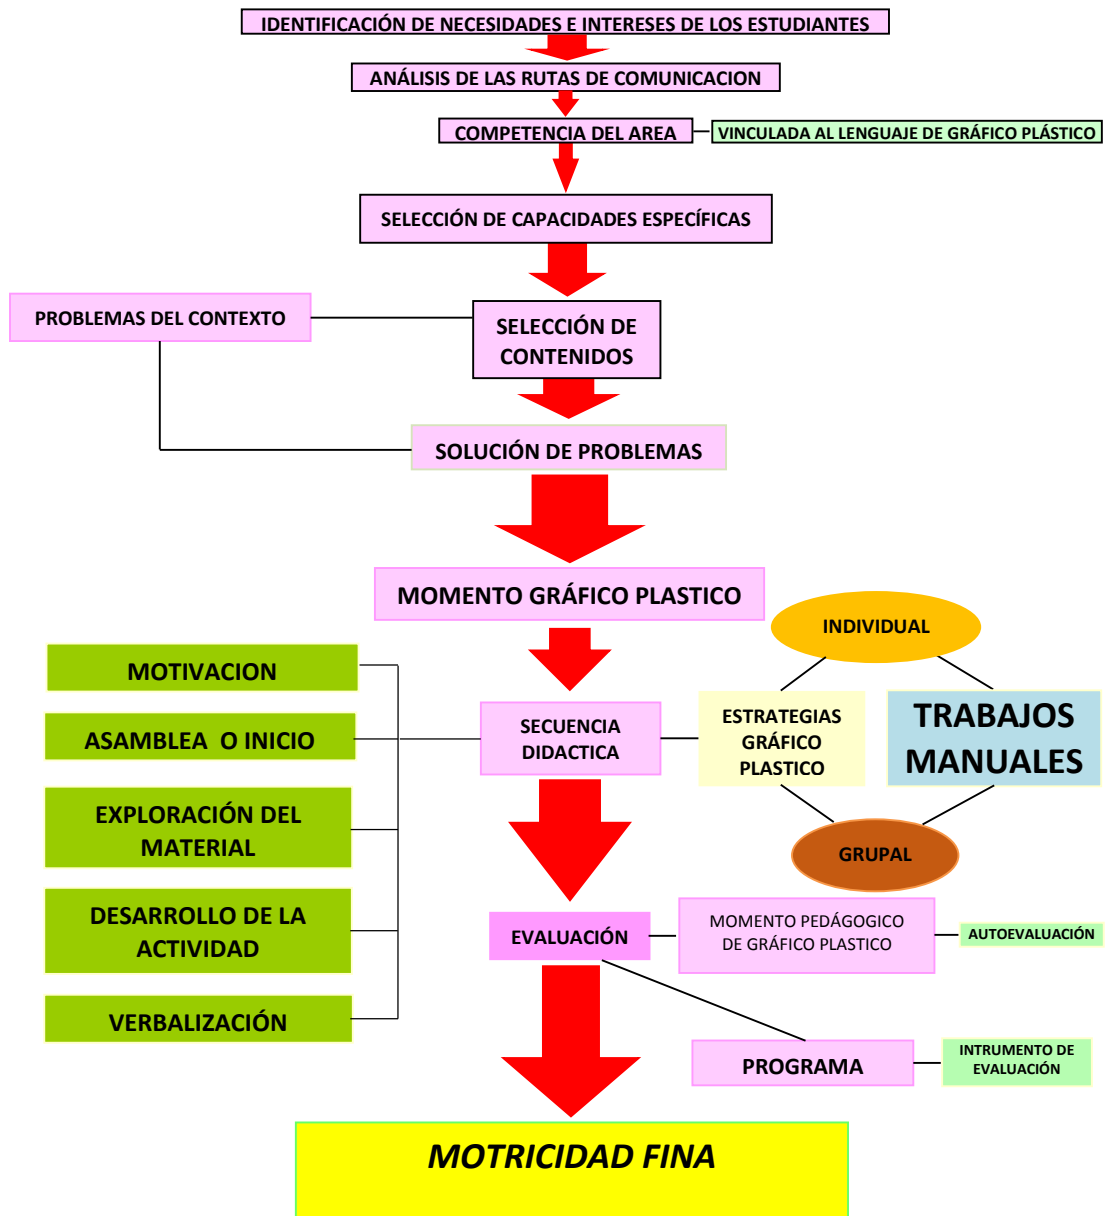 IDENTIFICACIÓN DE NECESIDADES E INTERESES DE LOS ESTUDIANTES
ANÁLISIS DE LAS RUTAS DE COMUNICACION
COMPETENCIA DEL AREA
VINCULADA AL LENGUAJE DE GRÁFICO PLÁSTICO
SELECCIÓN DE CAPACIDADES ESPECÍFICAS
PROBLEMAS DEL CONTEXTO
SELECCIÓN DE
CONTENIDOS
SOLUCIÓN DE PROBLEMAS
MOMENTO GRÁFICO PLASTICO
MOTIVACION
ASAMBLEA O INICIO
EXPLORACIÓN DEL
MATERIAL
DESARROLLO DE LA
ACTIVIDAD
VERBALIZACIÓN
SECUENCIA
DIDACTICA
ESTRATEGIAS
GRÁFICO
PLASTICO
INDIVIDUAL
TRABAJOS
MANUALES
GRUPAL
EVALUACIÓN
MOMENTO PEDÁGOGICO
DE GRÁFICO PLASTICO
AUTOEVALUACIÓN
PROGRAMA
INTRUMENTO DE
EVALUACIÓN
MOTRICIDAD FINA